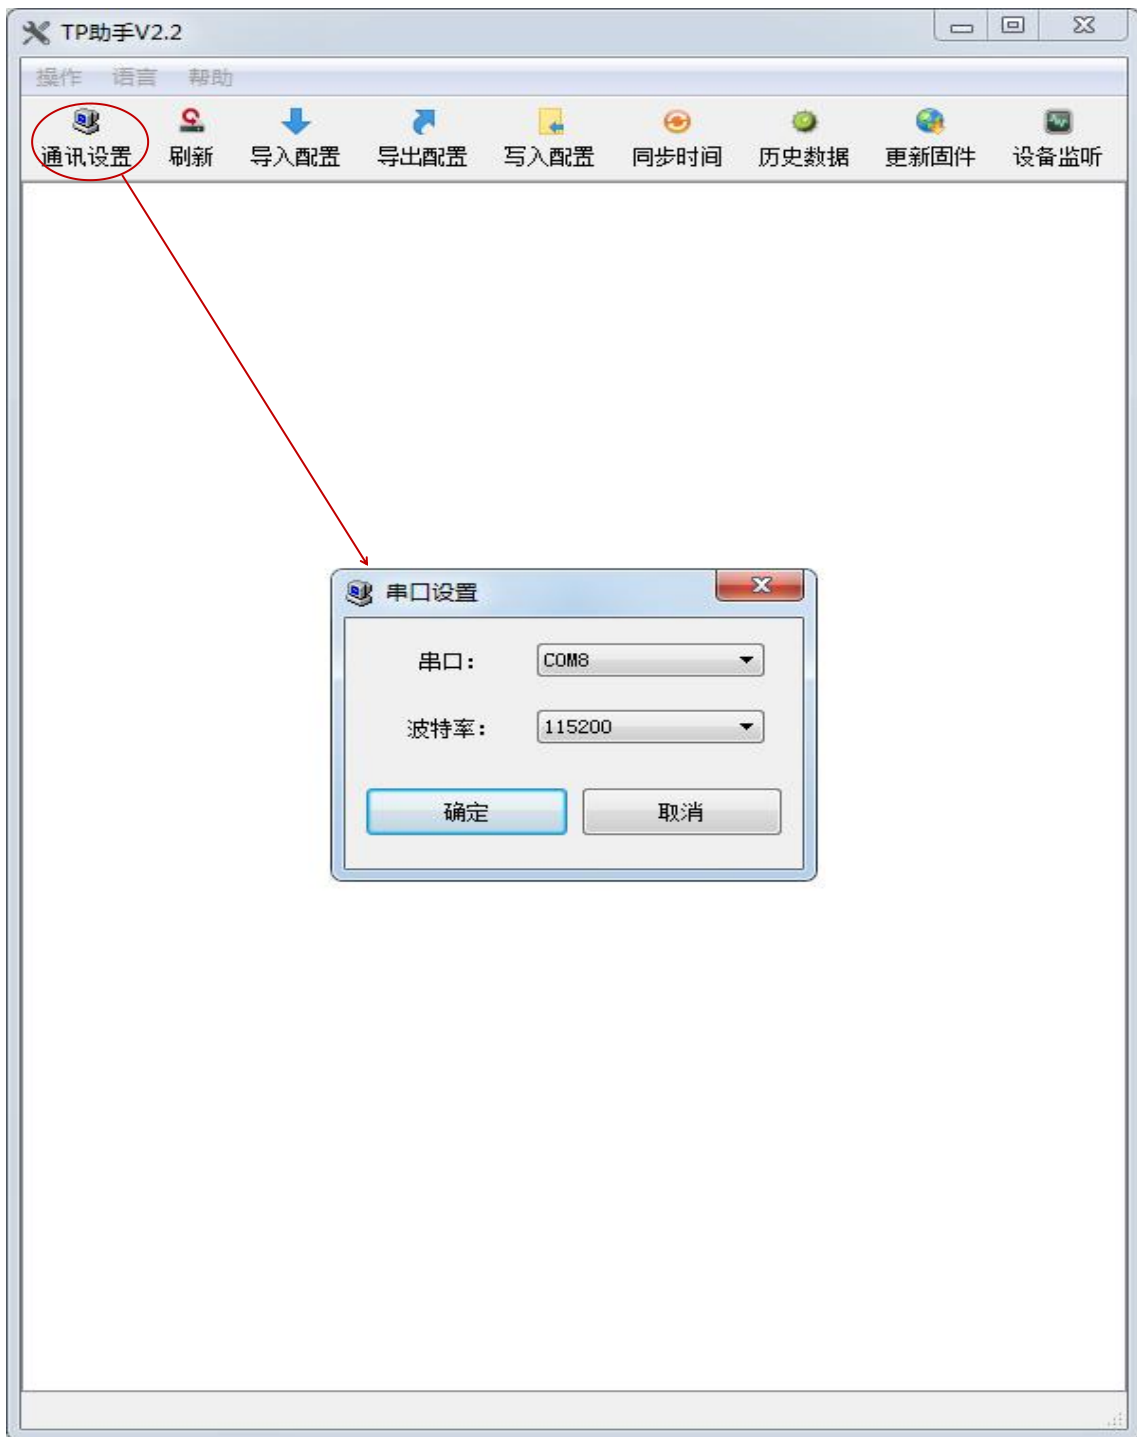 TP助手V2.2
操作 语言 帮助
通讯设置 刷新 导入配置 导出配置 写入配置 同步时间 历史数据 更新固件 设备监听
串口设置
串口: COM8
波特率: 115200
确定 取消